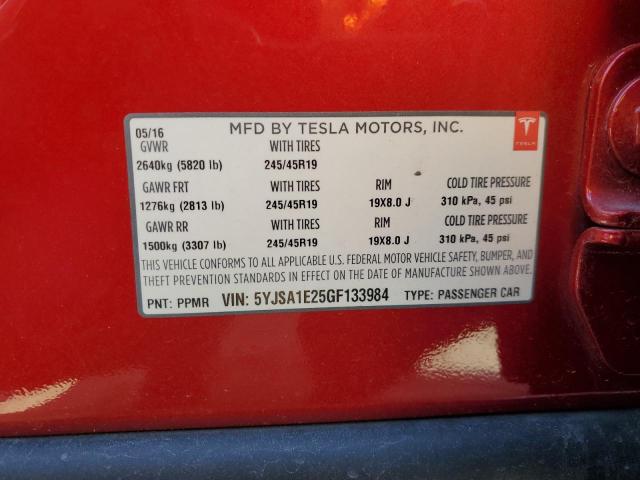 05/16 MFD BY TESLA MOTORS, INC.
TESLA
GVWR WITH TIRES
2640kg (5820 lb) 245/45R19
GAWR FRT WITH TIRES RIM COLD TIRE PRESSURE
1276kg (2813 lb) 245/45R19 19X8.0 J 310 kPa, 45 psi
GAWR RR WITH TIRES RIM COLD TIRE PRESSURE
1500kg (3307 lb) 245/45R19 19X8.0 J 310 kPa, 45 psi
THIS VEHICLE CONFORMS TO ALL APPLICABLE U.S. FEDERAL MOTOR VEHICLE SAFETY, BUMPER, AND
THEFT PREVENTION STANDARDS IN EFFECT ON THE DATE OF MANUFACTURE SHOWN ABOVE.
PNT: PPMR VIN: 5YJSA1E25GF133984 TYPE: PASSENGER CAR